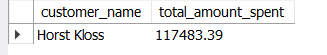 customer_name total_amount_spent
Horst Kloss 117483.39